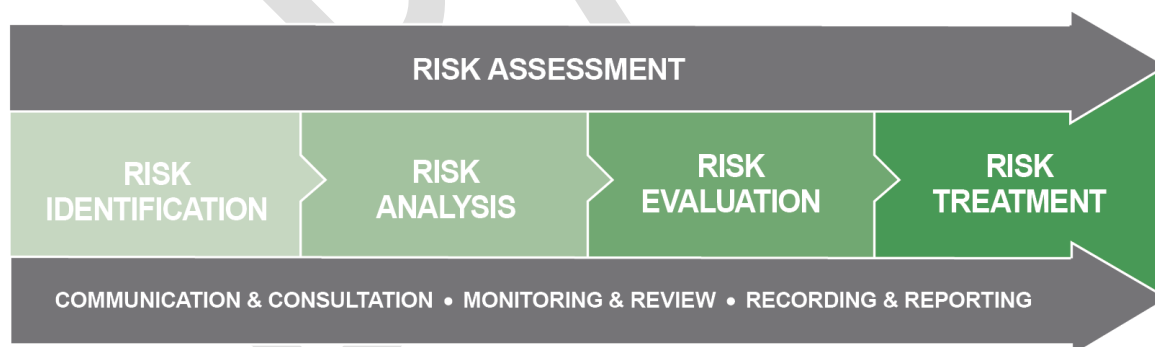 RISK ASSESSMENT
RISK
IDENTIFICATION
RISK
ANALYSIS
RISK
EVALUATION
RISK
TREATMENT
COMMUNICATION & CONSULTATION • MONITORING & REVIEW • RECORDING & REPORTING